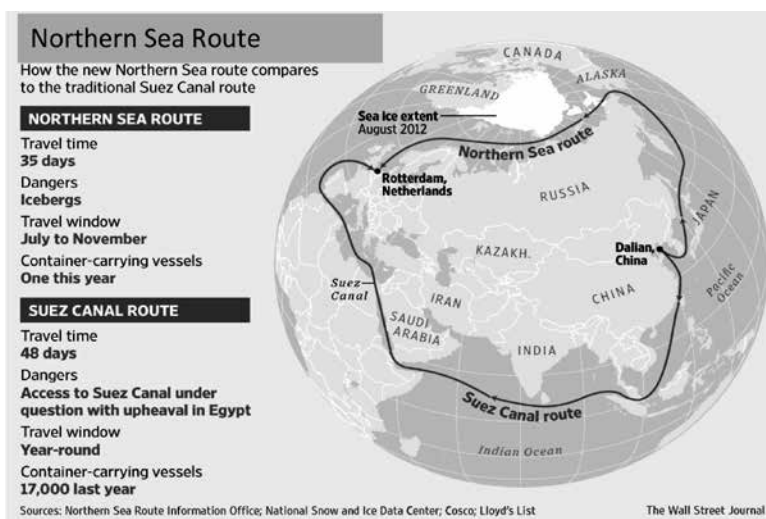 Northern Sea Route
How the new Northern Sea route compares
to the traditional Suez Canal route
NORTHERN SEA ROUTE
Travel time
35 days
Dangers
Icebergs
Travel window
July to November
Container-carrying vessels
One this year
SUEZ CANAL ROUTE
Travel time
48 days
Dangers
Access to Suez Canal under
question with upheaval in Egypt
Travel window
Year-round
Container-carrying vessels
17,000 last year
CANADA
ALASKA
GREENLAND
Sea ice extent
August 2012
Northern Sea route
Rotterdam,
Netherlands
RUSSIA
JAPAN
Dalian,
China
KAZAKH.
Pacific
Ocean
Suez
Canal
IRAN
CHINA
SAUDI
ARABIA
INDIA
Suez Canal route
Indian Ocean
Sources: Northern Sea Route Information Office; National Snow and Ice Data Center; Cosco; Lloyd's List
The Wall Street Journal